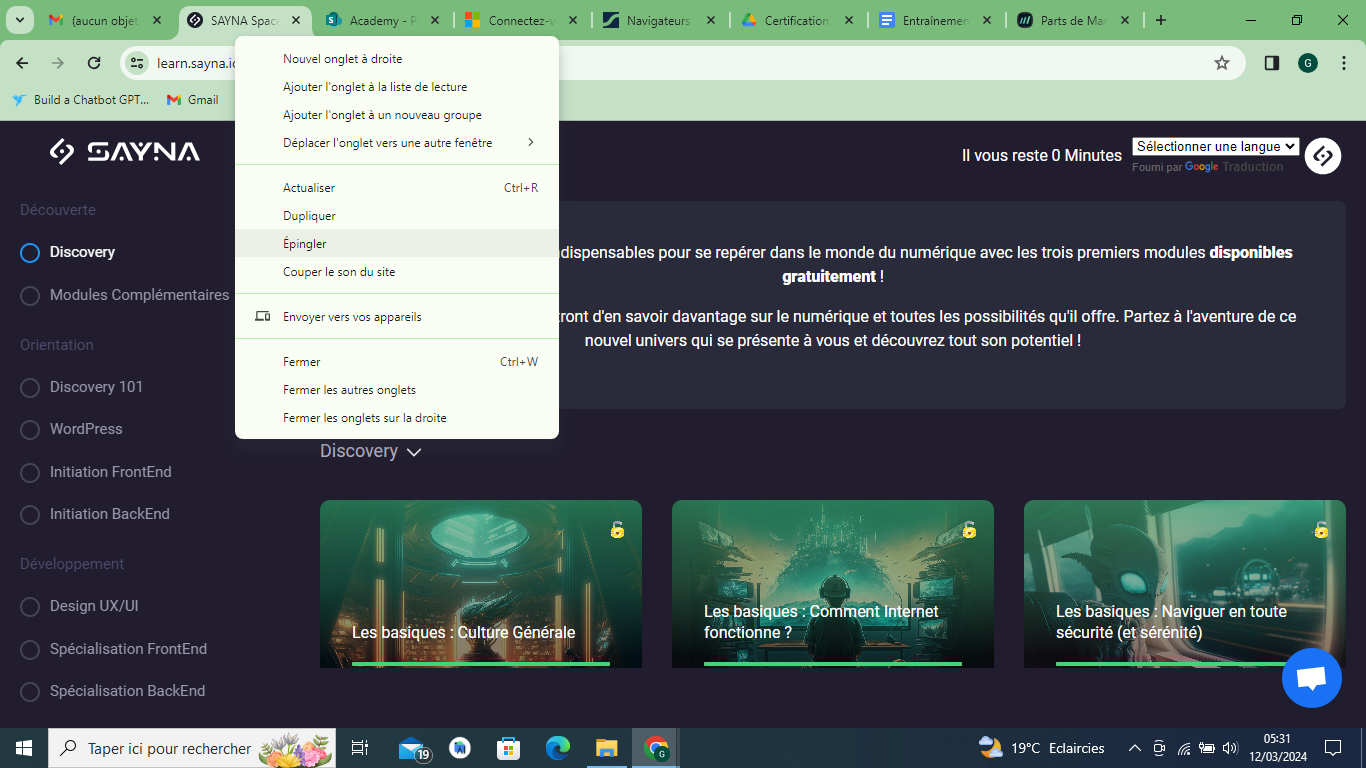 (aucun objet
SAYNA Space
Academy - P
Connectez-v
Navigateurs
Certification
Entraînemen
Parts de Mar
learn.sayna.io
G
Build a Chatbot GPT...
Gmail
Nouvel onglet à droite
Ajouter l'onglet à la liste de lecture
Ajouter l'onglet à un nouveau groupe
Déplacer l'onglet vers une autre fenêtre
Actualiser Ctrl+R
Dupliquer
Épingler
Couper le son du site
Envoyer vers vos appareils
Fermer Ctrl+W
Fermer les autres onglets
Fermer les onglets sur la droite
SAYNA
Il vous reste 0 Minutes
Sélectionner une langue
Fourni par Google Traduction
Découverte
Discovery
Modules Complémentaires
Orientation
Discovery 101
WordPress
Initiation FrontEnd
Initiation BackEnd
Développement
Design UX/UI
Spécialisation FrontEnd
Spécialisation BackEnd
dispensables pour se repérer dans le monde du numérique avec les trois premiers modules disponibles
gratuitement !
ront d'en savoir davantage sur le numérique et toutes les possibilités qu'il offre. Partez à l'aventure de ce
nouvel univers qui se présente à vous et découvrez tout son potentiel !
Discovery
Les basiques : Culture Générale
Les basiques : Comment Internet
fonctionne ?
Les basiques : Naviguer en toute
sécurité (et sérénité)
Taper ici pour rechercher
19
G
19°C Eclaircies
05:31
12/03/2024